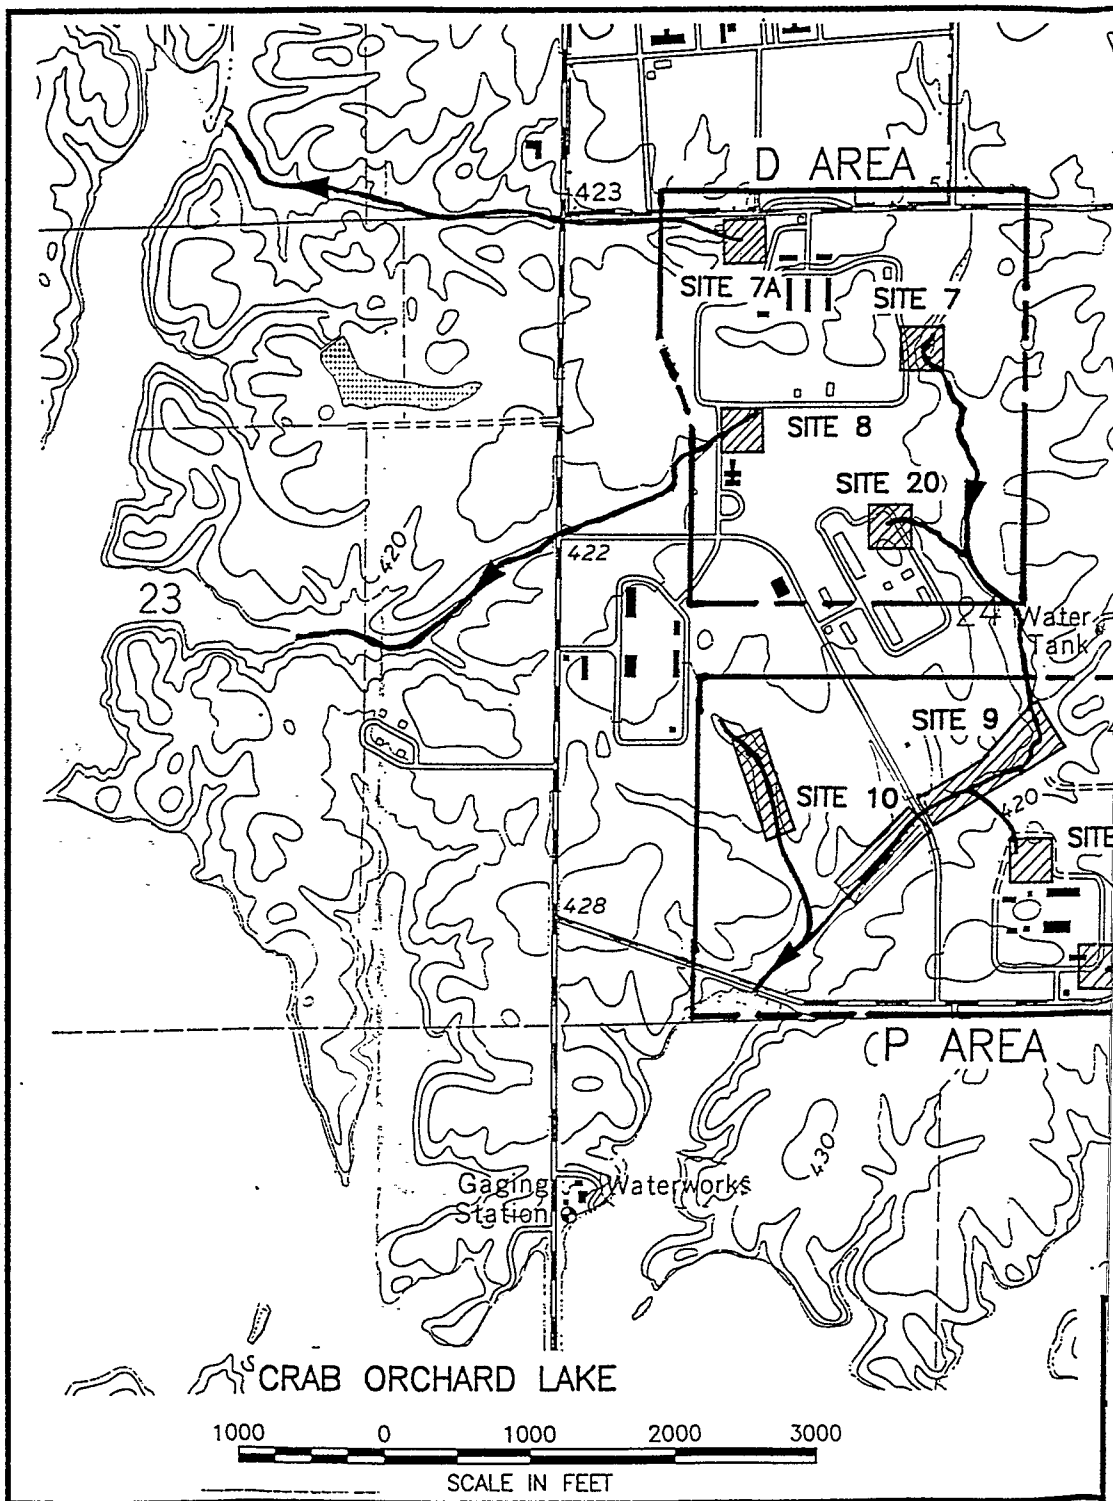 D AREA
423
5
SITE 7A
SITE 7
SITE 8
SITE 20
420
422
23
24
Water
Tank
SITE 9
4
SITE 10
420
SITE
428
P AREA
430
Gaging
Station
Waterworks
S
CRAB ORCHARD LAKE
1000 0 1000 2000 3000
SCALE IN FEET